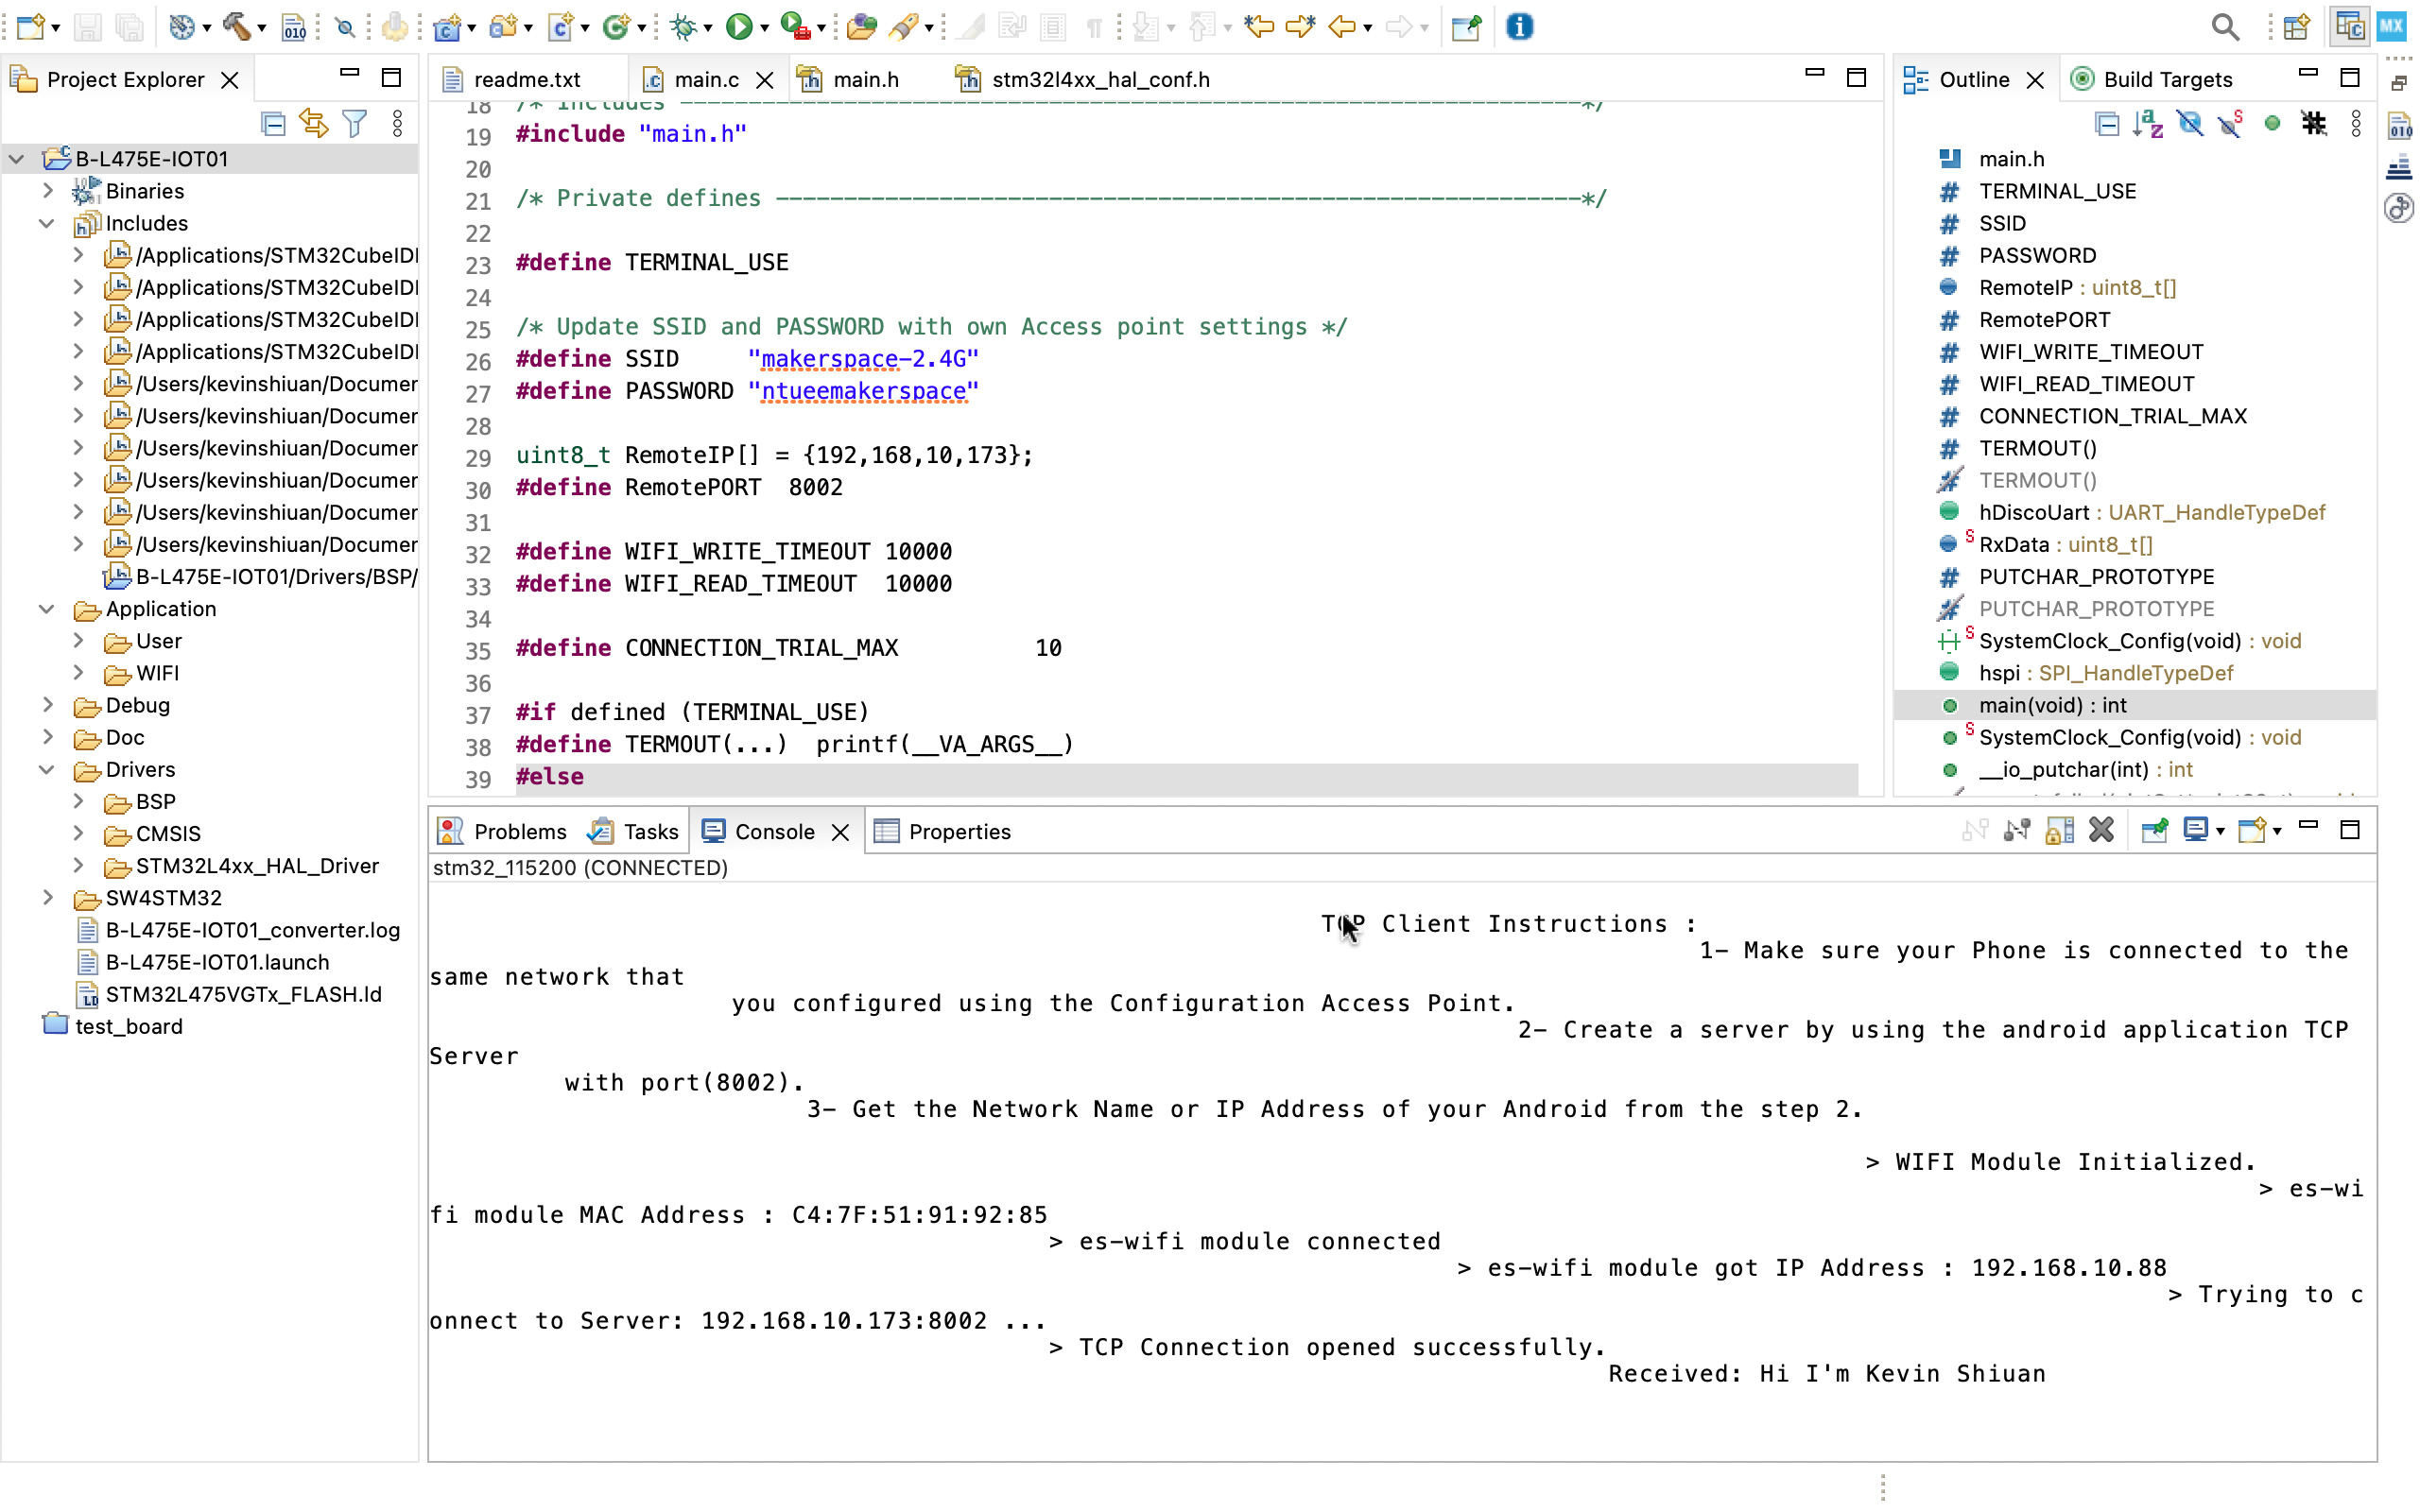 Project Explorer
readme.txt
main.c
main.h
stm32l4xx_hal_conf.h
Outline
Build Targets
MX
B-L475E-IOT01
Binaries
Includes
/Applications/STM32CubeIDI
/Applications/STM32CubeIDI
/Applications/STM32CubeIDI
/Applications/STM32CubeIDI
/Users/kevinshiuan/Documer
/Users/kevinshiuan/Documer
/Users/kevinshiuan/Documer
/Users/kevinshiuan/Documer
/Users/kevinshiuan/Documer
/Users/kevinshiuan/Documer
B-L475E-IOT01/Drivers/BSP/
Application
User
WIFI
Debug
Doc
Drivers
BSP
CMSIS
STM32L4xx_HAL_Driver
SW4STM32
B-L475E-IOT01_converter.log
B-L475E-IOT01.launch
STM32L475VGTx_FLASH.ld
test_board
18 /* Includes ------------------------------------------------------------------*/
19 #include "main.h"
20
21 /* Private defines -----------------------------------------------------------*/
22
23 #define TERMINAL_USE
24
25 /* Update SSID and PASSWORD with own Access point settings */
26 #define SSID     "makerspace-2.4G"
27 #define PASSWORD "ntueemakerspace"
28
29 uint8_t RemoteIP[] = {192,168,10,173};
30 #define RemotePORT  8002
31
32 #define WIFI_WRITE_TIMEOUT 10000
33 #define WIFI_READ_TIMEOUT  10000
34
35 #define CONNECTION_TRIAL_MAX          10
36
37 #if defined (TERMINAL_USE)
38 #define TERMOUT(...)  printf(__VA_ARGS__)
39 #else
main.h
TERMINAL_USE
SSID
PASSWORD
RemoteIP : uint8_t[]
RemotePORT
WIFI_WRITE_TIMEOUT
WIFI_READ_TIMEOUT
CONNECTION_TRIAL_MAX
TERMOUT()
TERMOUT()
hDiscoUart : UART_HandleTypeDef
RxData : uint8_t[]
PUTCHAR_PROTOTYPE
PUTCHAR_PROTOTYPE
SystemClock_Config(void) : void
hspi : SPI_HandleTypeDef
main(void) : int
SystemClock_Config(void) : void
__io_putchar(int) : int
Problems
Tasks
Console
Properties
stm32_115200 (CONNECTED)
TCP Client Instructions :
1- Make sure your Phone is connected to the
same network that
you configured using the Configuration Access Point.
2- Create a server by using the android application TCP
Server
with port(8002).
3- Get the Network Name or IP Address of your Android from the step 2.
> WIFI Module Initialized.
> es-wi
fi module MAC Address : C4:7F:51:91:92:85
> es-wifi module connected
> es-wifi module got IP Address : 192.168.10.88
> Trying to c
onnect to Server: 192.168.10.173:8002 ...
> TCP Connection opened successfully.
Received: Hi I'm Kevin Shiuan